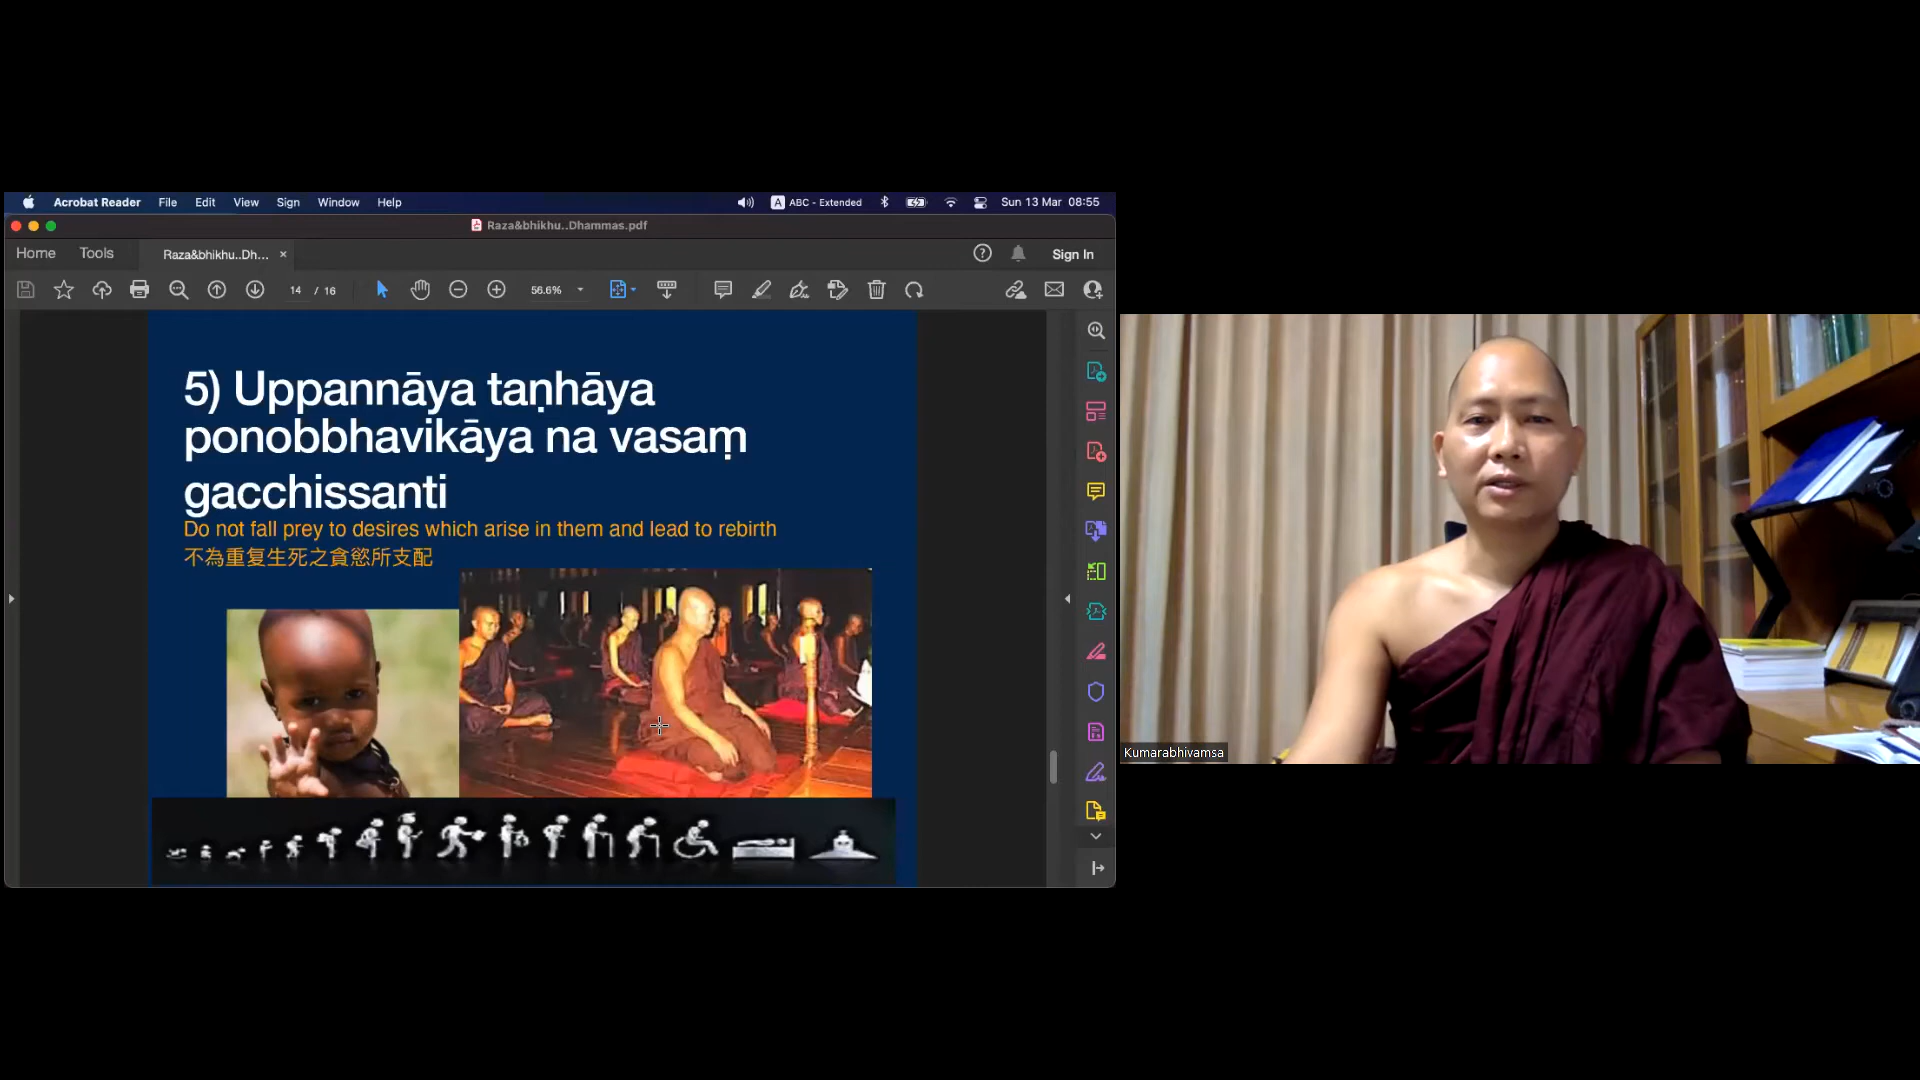 Acrobat Reader File Edit View Sign Window Help ABC - Extended Sun 13 Mar 08:55
Raza&bhikhu..Dhammas.pdf
Home Tools Raza&bhikhu..Dh... × Sign In
14 / 16 56.6%
5) Uppannāya taṇhāya
ponobbhavikāya na vasaṃ
gacchissanti
Do not fall prey to desires which arise in them and lead to rebirth
不為重复生死之貪慾所支配
Kumarabhivamsa